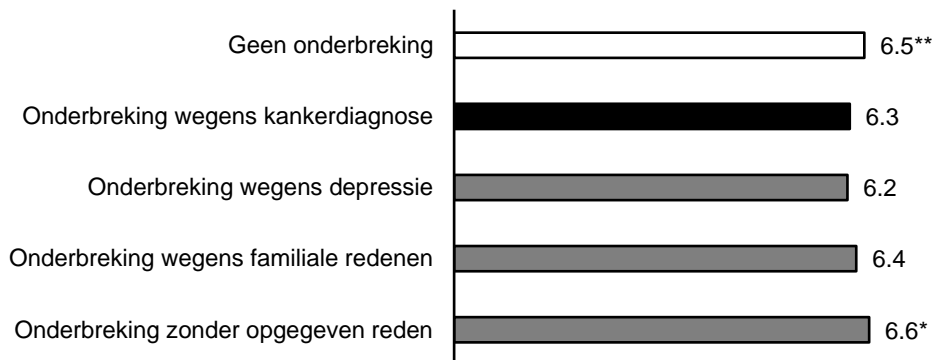 Geen onderbreking 6.5**
Onderbreking wegens kankerdiagnose 6.3
Onderbreking wegens depressie 6.2
Onderbreking wegens familiale redenen 6.4
Onderbreking zonder opgegeven reden 6.6*